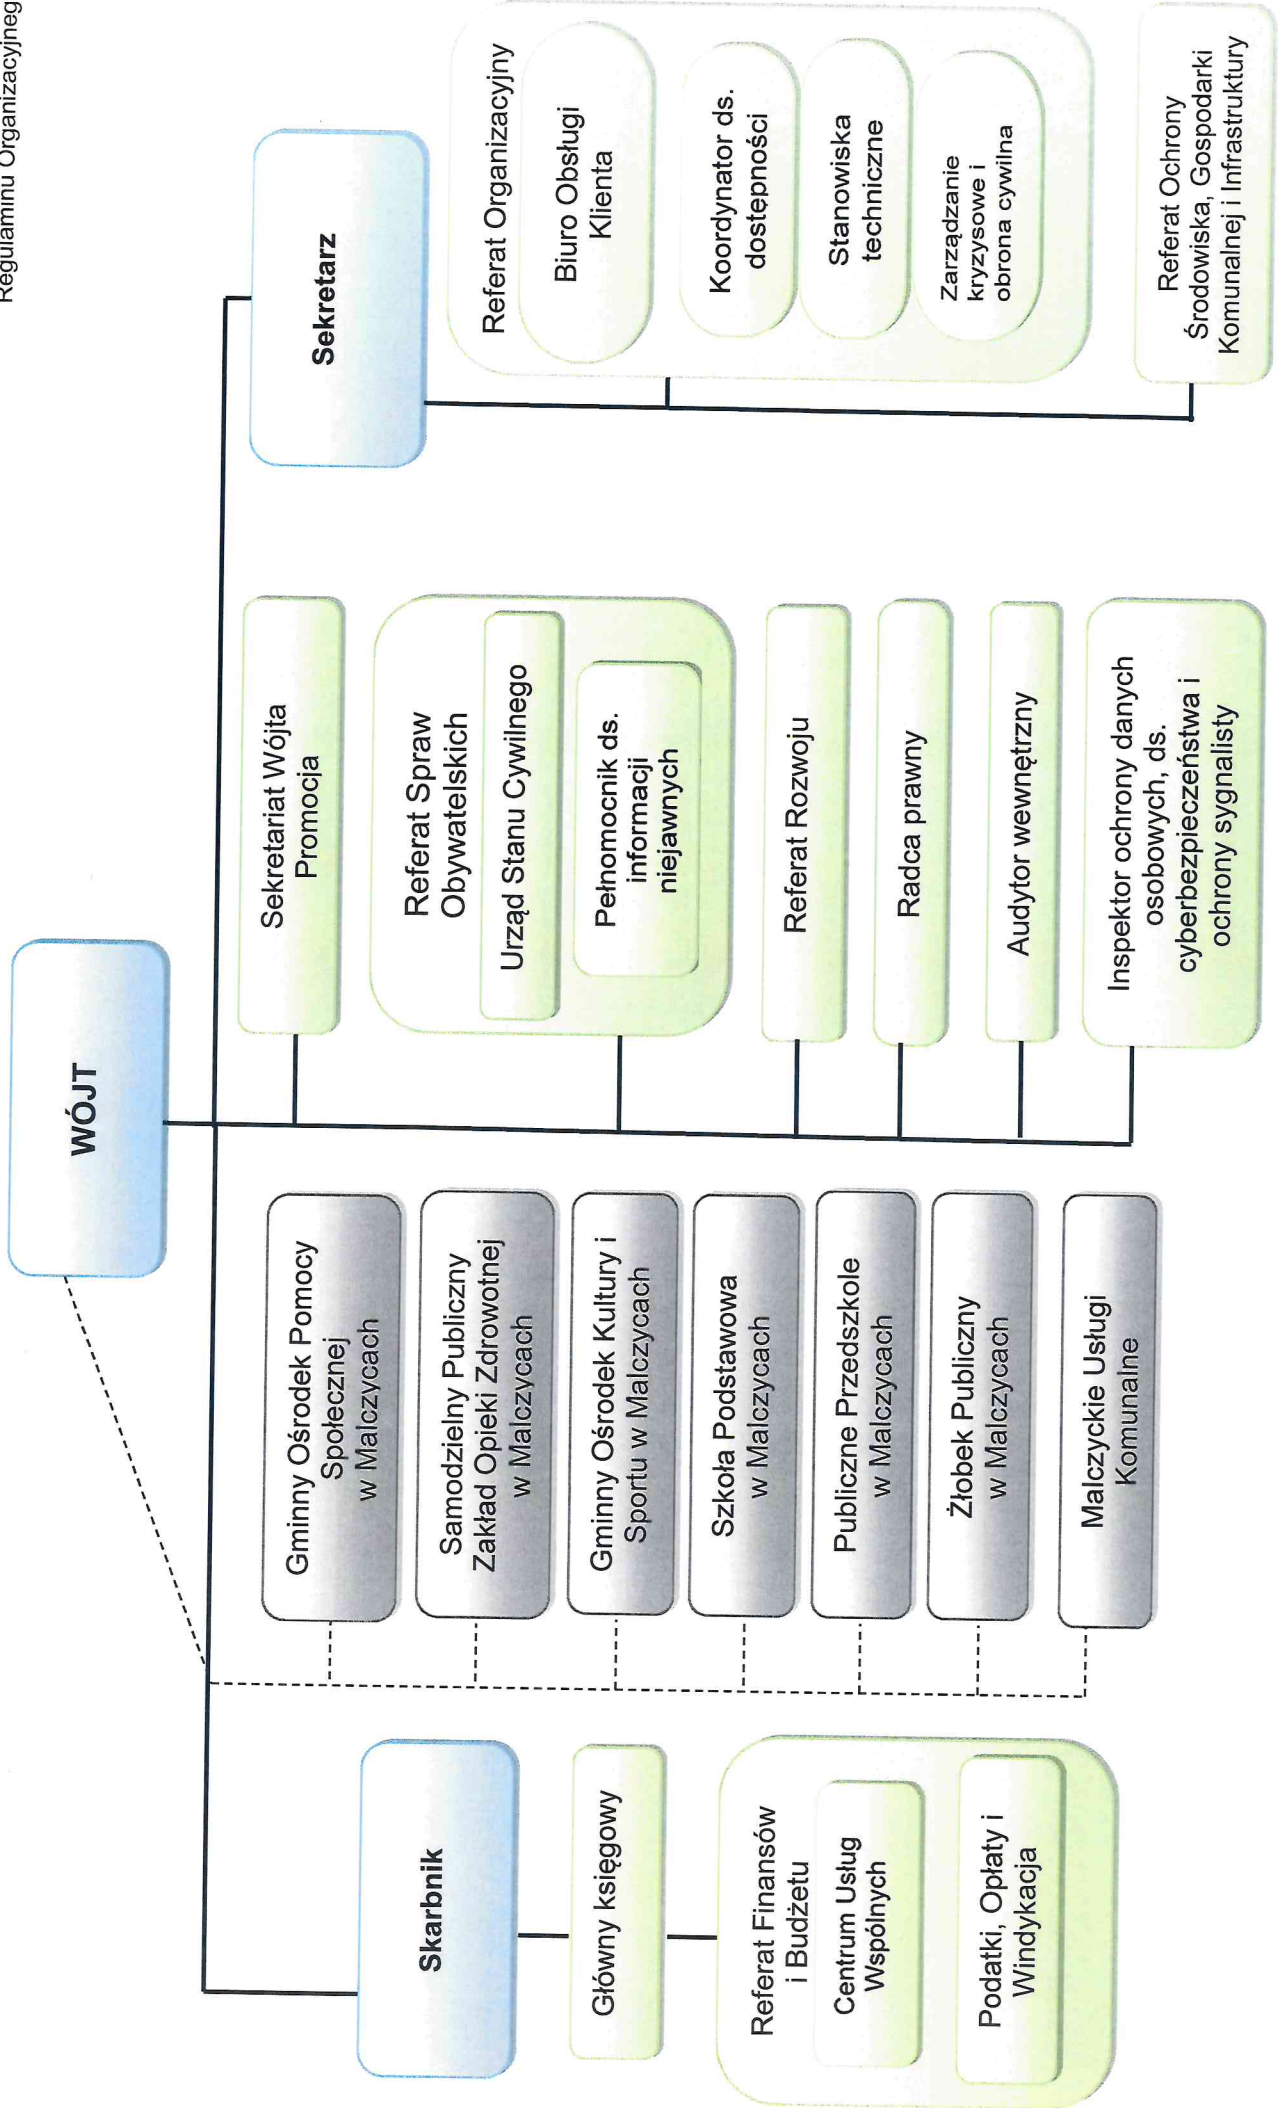 Regulaminu Organizacyjneg
WÓJT
Skarbnik
Główny księgowy
Referat Finansów
i Budżetu
Centrum Usług
Wspólnych
Podatki, Opłaty i
Windykacja
Gminny Ośrodek Pomocy
Społecznej
w Malczycach
Samodzielny Publiczny
Zakład Opieki Zdrowotnej
w Malczycach
Gminny Ośrodek Kultury i
Sportu w Malczycach
Szkoła Podstawowa
w Malczycach
Publiczne Przedszkole
w Malczycach
Żłobek Publiczny
w Malczycach
Malczyckie Usługi
Komunalne
Sekretariat Wójta
Promocja
Referat Spraw
Obywatelskich
Urząd Stanu Cywilnego
Pełnomocnik ds.
informacji
niejawnych
Referat Rozwoju
Radca prawny
Audytor wewnętrzny
Inspektor ochrony danych
osobowych, ds.
cyberbezpieczeństwa i
ochrony sygnalisty
Sekretarz
Referat Organizacyjny
Biuro Obsługi
Klienta
Koordynator ds.
dostępności
Stanowiska
techniczne
Zarządzanie
kryzysowe i
obrona cywilna
Referat Ochrony
Środowiska, Gospodarki
Komunalnej i Infrastruktury